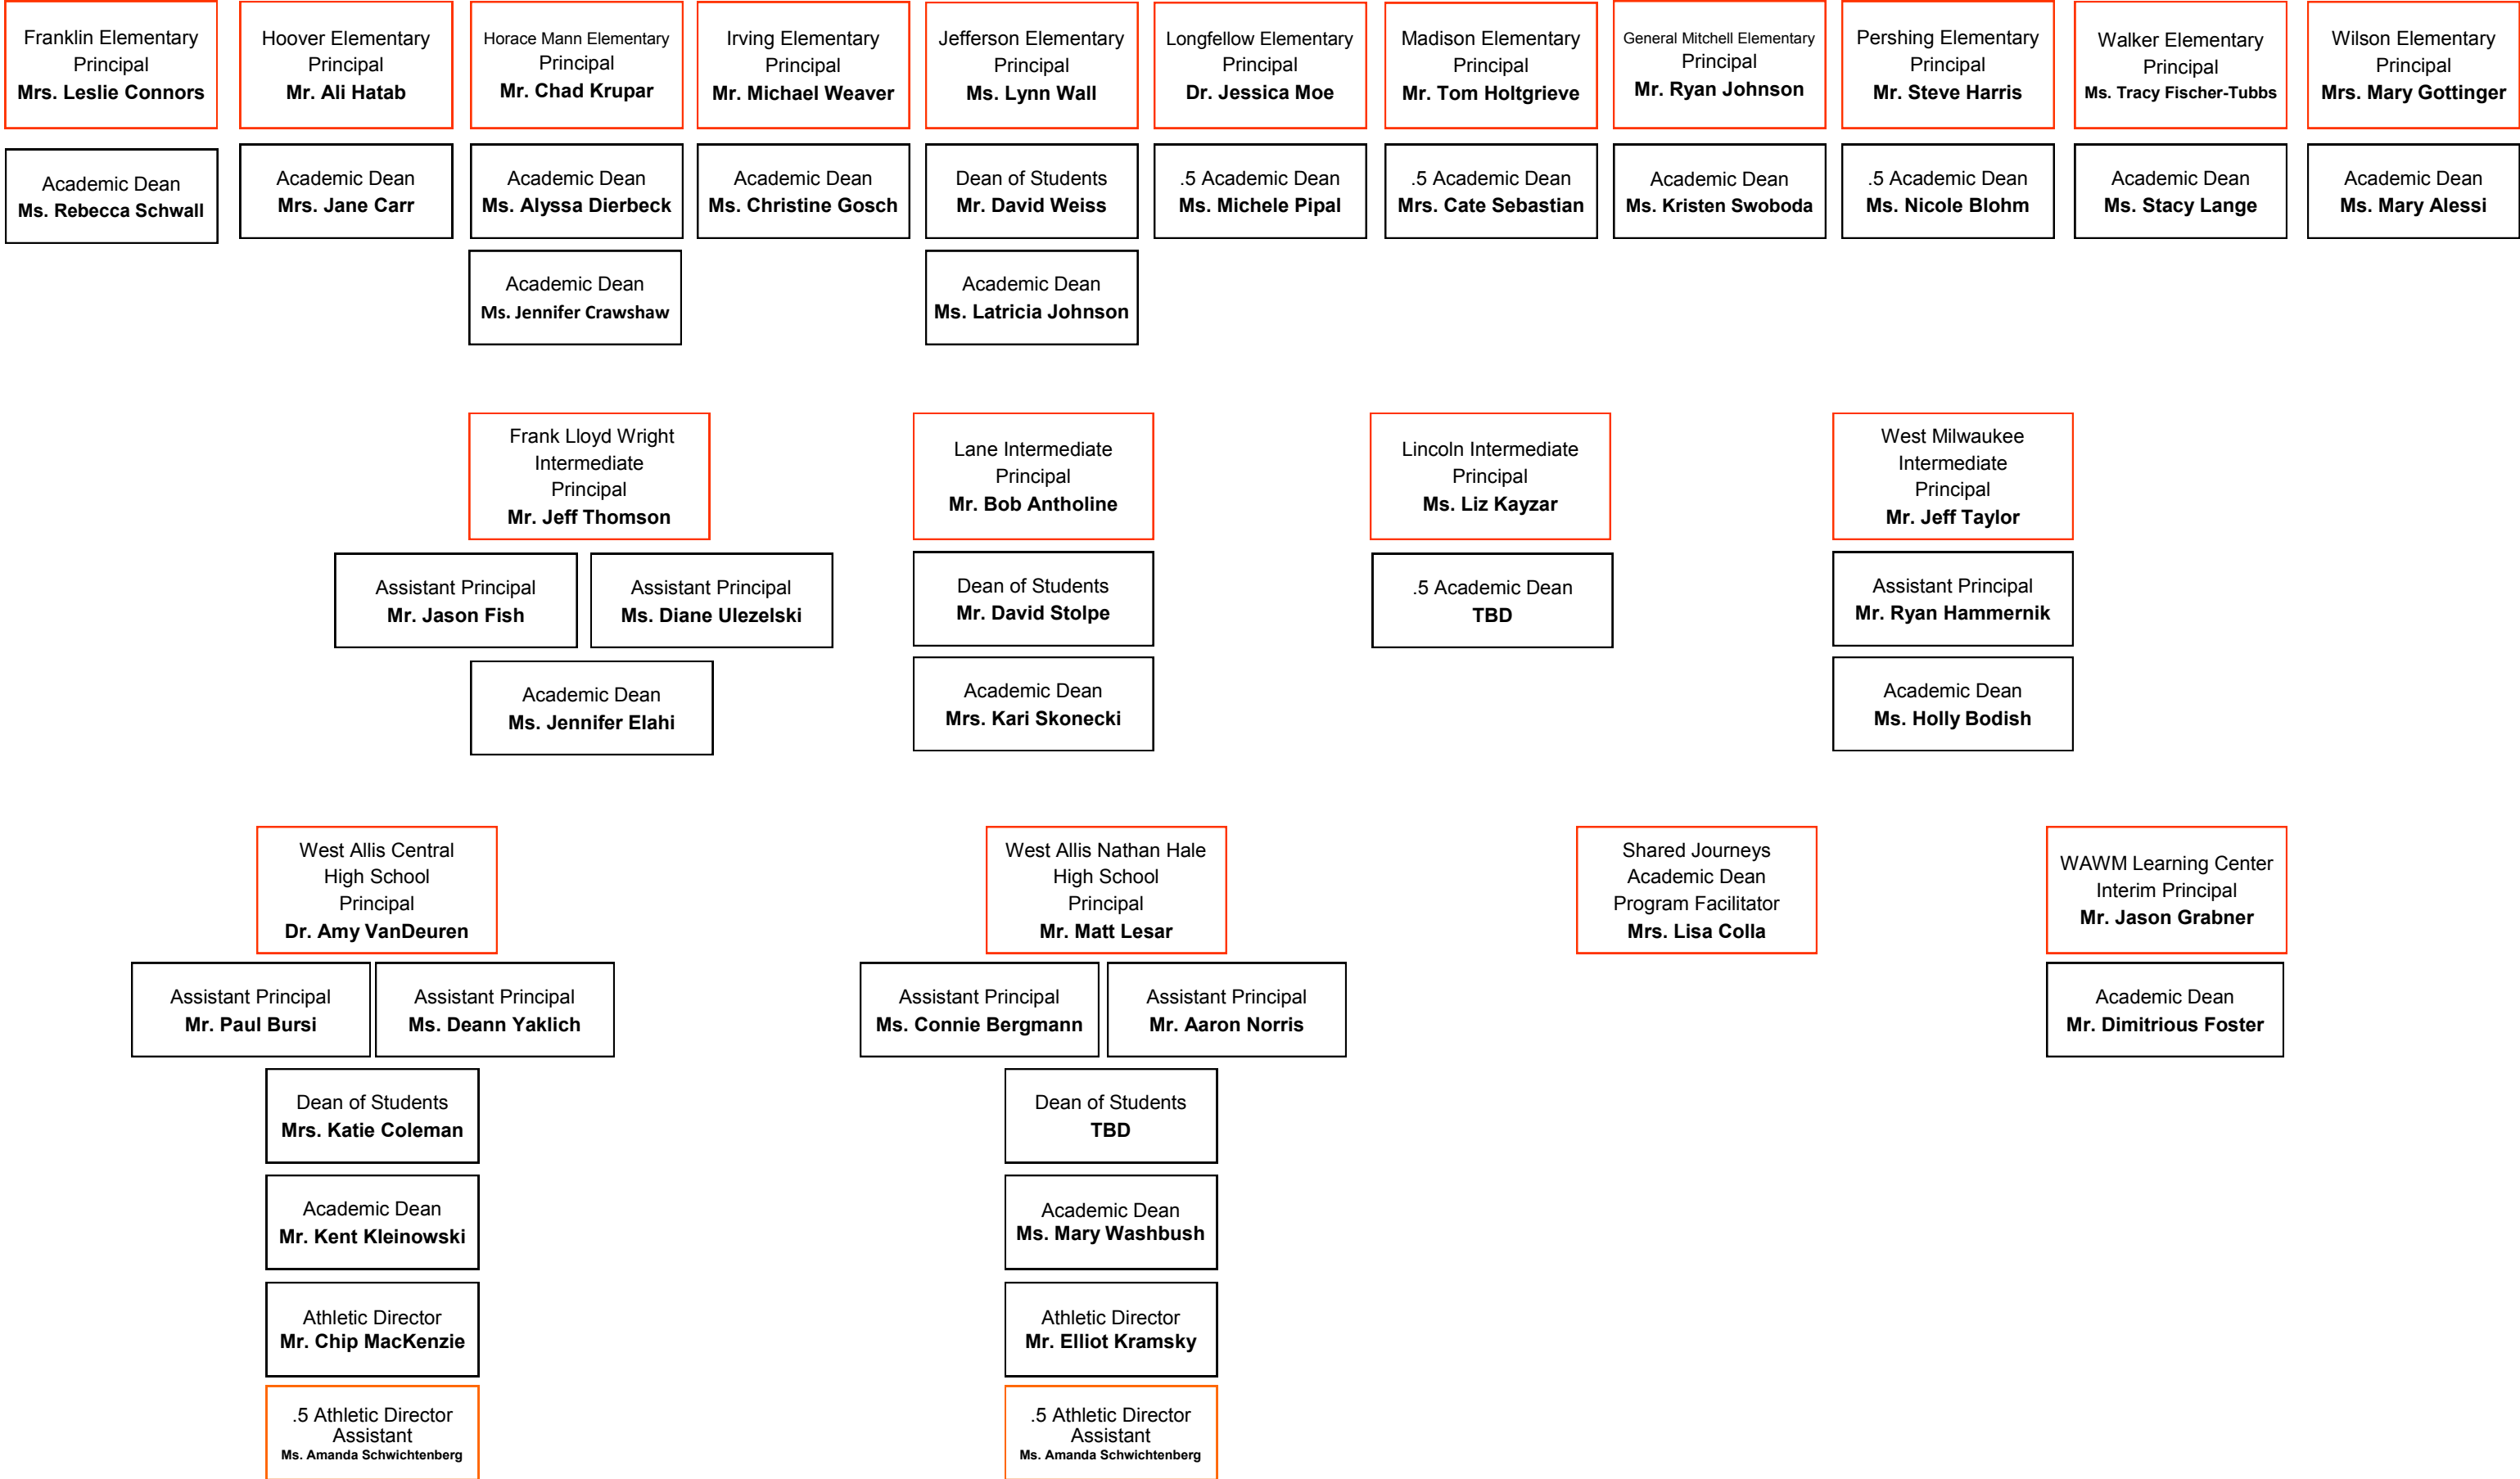 Franklin Elementary
Principal
Mrs. Leslie Connors
Hoover Elementary
Principal
Mr. Ali Hatab
Horace Mann Elementary
Principal
Mr. Chad Krupar
Irving Elementary
Principal
Mr. Michael Weaver
Jefferson Elementary
Principal
Ms. Lynn Wall
Longfellow Elementary
Principal
Dr. Jessica Moe
Madison Elementary
Principal
Mr. Tom Holtgrieve
General Mitchell Elementary
Principal
Mr. Ryan Johnson
Pershing Elementary
Principal
Mr. Steve Harris
Walker Elementary
Principal
Ms. Tracy Fischer-Tubbs
Wilson Elementary
Principal
Mrs. Mary Gottinger
Academic Dean
Ms. Rebecca Schwall
Academic Dean
Mrs. Jane Carr
Academic Dean
Ms. Alyssa Dierbeck
Academic Dean
Ms. Christine Gosch
Dean of Students
Mr. David Weiss
.5 Academic Dean
Ms. Michele Pipal
.5 Academic Dean
Mrs. Cate Sebastian
Academic Dean
Ms. Kristen Swoboda
.5 Academic Dean
Ms. Nicole Blohm
Academic Dean
Ms. Stacy Lange
Academic Dean
Ms. Mary Alessi
Academic Dean
Ms. Jennifer Crawshaw
Academic Dean
Ms. Latricia Johnson
Frank Lloyd Wright
Intermediate
Principal
Mr. Jeff Thomson
Lane Intermediate
Principal
Mr. Bob Antholine
Lincoln Intermediate
Principal
Ms. Liz Kayzar
West Milwaukee
Intermediate
Principal
Mr. Jeff Taylor
Assistant Principal
Mr. Jason Fish
Assistant Principal
Ms. Diane Ulezelski
Dean of Students
Mr. David Stolpe
.5 Academic Dean
TBD
Assistant Principal
Mr. Ryan Hammernik
Academic Dean
Ms. Jennifer Elahi
Academic Dean
Mrs. Kari Skonecki
Academic Dean
Ms. Holly Bodish
West Allis Central
High School
Principal
Dr. Amy VanDeuren
West Allis Nathan Hale
High School
Principal
Mr. Matt Lesar
Shared Journeys
Academic Dean
Program Facilitator
Mrs. Lisa Colla
WAWM Learning Center
Interim Principal
Mr. Jason Grabner
Assistant Principal
Mr. Paul Bursi
Assistant Principal
Ms. Deann Yaklich
Assistant Principal
Ms. Connie Bergmann
Assistant Principal
Mr. Aaron Norris
Academic Dean
Mr. Dimitrious Foster
Dean of Students
Mrs. Katie Coleman
Dean of Students
TBD
Academic Dean
Mr. Kent Kleinowski
Academic Dean
Ms. Mary Washbush
Athletic Director
Mr. Chip MacKenzie
Athletic Director
Mr. Elliot Kramsky
.5 Athletic Director
Assistant
Ms. Amanda Schwichtenberg
.5 Athletic Director
Assistant
Ms. Amanda Schwichtenberg